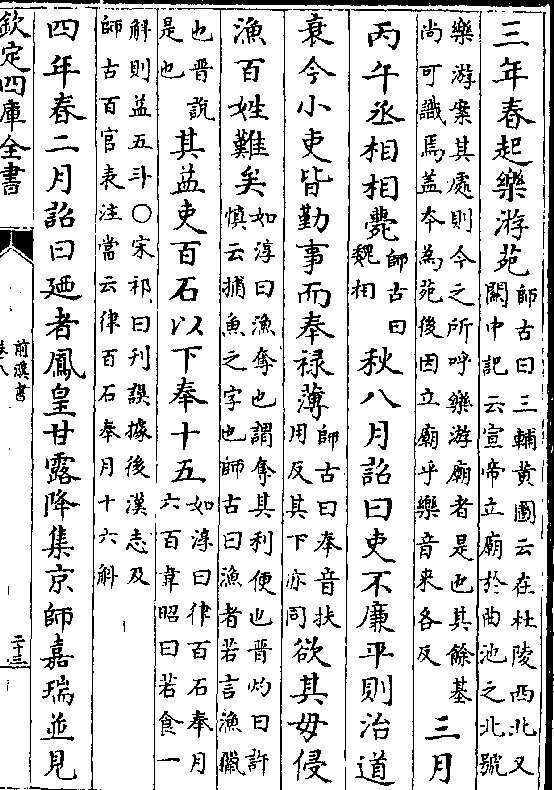 三年春起樂游苑師古曰三輔黃圖云在杜陵西北又關中記云宣帝立廟於曲池之北號
樂游案其處則今之所呼樂游廟者是也其餘基尚可識焉盖本為苑後因立廟乎樂音來各反三月
丙午丞相相薨師古曰魏相秋八月詔曰吏不廉平則治道
衰今小吏皆勤事而奉禄薄師古曰奉音扶用反其下亦同欲其毋侵
漁百姓難矣如淳曰漁奪也謂奪其利便也晋灼曰許慎云捕魚之字也師古曰漁者若言漁獵
也晋說是也其益吏百石以下奉十五如淳曰律百石奉月六百韋昭曰若食一
斛則益五斗○宋祁曰刊誤據後漢志及師古百官表注當云律百石奉月十六斛
四年春二月詔曰廼者鳳皇甘露降集京師嘉瑞並見
欽定四庫全書
前漢書
卷八
二十三